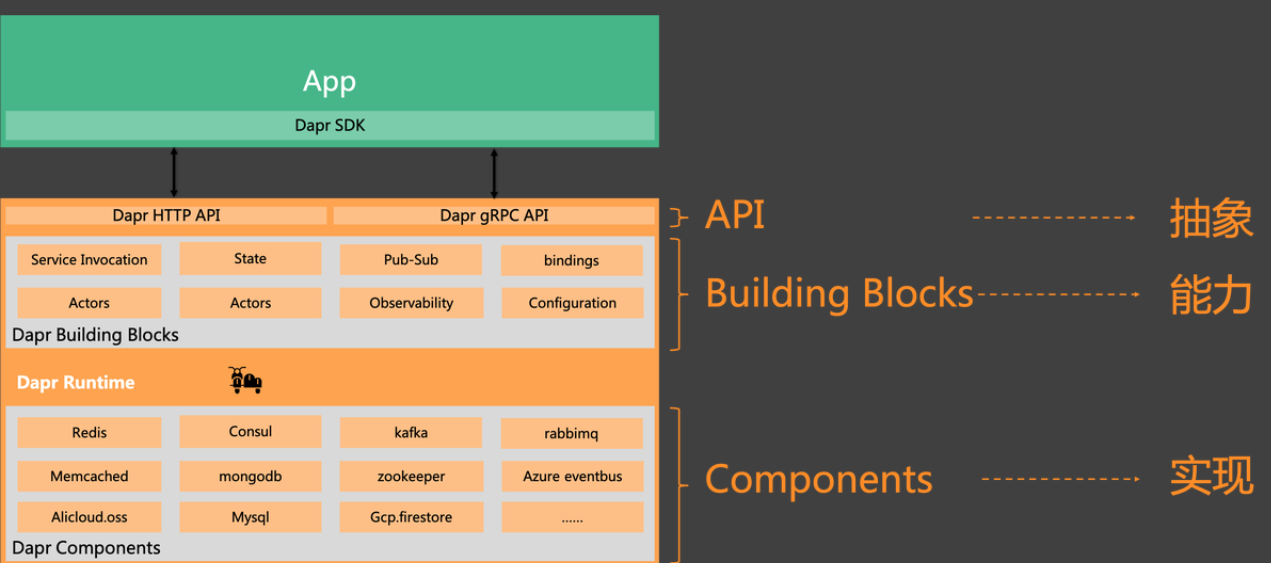 App
Dapr SDK
Dapr HTTP API
Dapr gRPC API
API
抽象
Service Invocation
State
Pub-Sub
bindings
Actors
Actors
Observability
Configuration
Dapr Building Blocks
Building Blocks
能力
Dapr Runtime
Redis
Consul
kafka
rabbimq
Memcached
mongodb
zookeeper
Azure eventbus
Alicloud.oss
Mysql
Gcp.firestore
......
Dapr Components
Components
实现